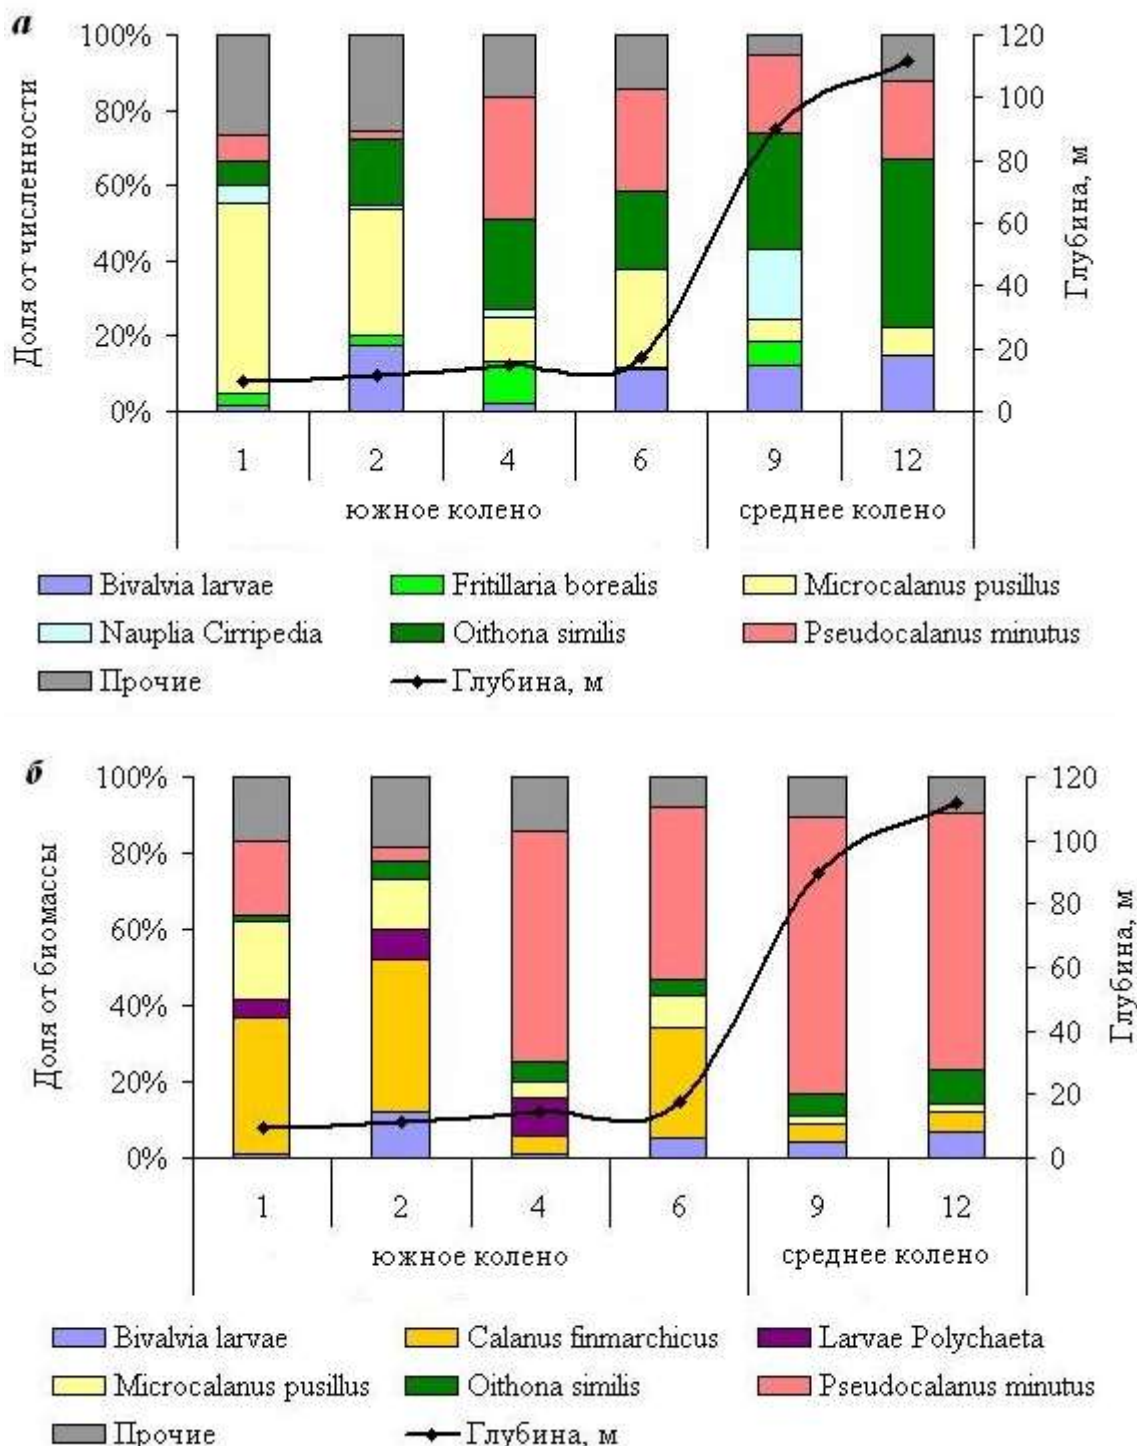 а
100% 120
80% 100
60% 80
40% 60
20% 40
0% 20
0
Доля от численности
Глубина, м
1 2 4 6 9 12
южное колено среднее колено
Bivalvia larvae Fritillaria borealis Microcalanus pusillus
Nauplia Cirripedia Oithona similis Pseudocalanus minutus
Прочие Глубина, м
б
100% 120
80% 100
60% 80
40% 60
20% 40
0% 20
0
Доля от биомассы
Глубина, м
1 2 4 6 9 12
южное колено среднее колено
Bivalvia larvae Calanus finmarchicus Larvae Polychaeta
Microcalanus pusillus Oithona similis Pseudocalanus minutus
Прочие Глубина, м